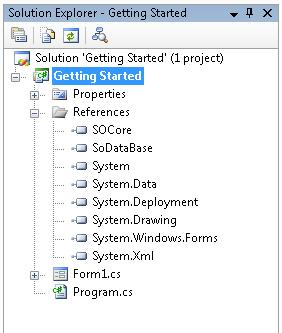 Solution Explorer - Getting Started
Solution 'Getting Started' (1 project)
Getting Started
Properties
References
SOCore
SoDataBase
System
System.Data
System.Deployment
System.Drawing
System.Windows.Forms
System.Xml
Form1.cs
Program.cs